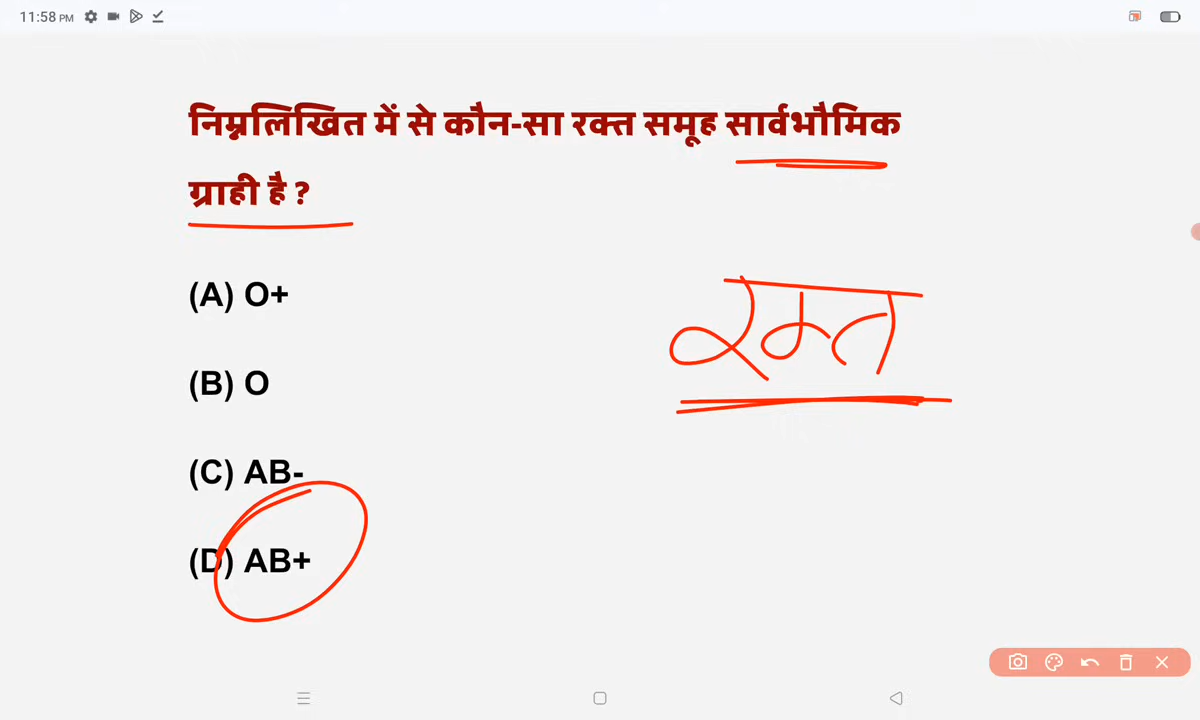 11:58 PM
निम्नलिखित में से कौन-सा रक्त समूह सार्वभौमिक
ग्राही है ?
(A) O+
रक्त
(B) O
(C) AB-
(D) AB+